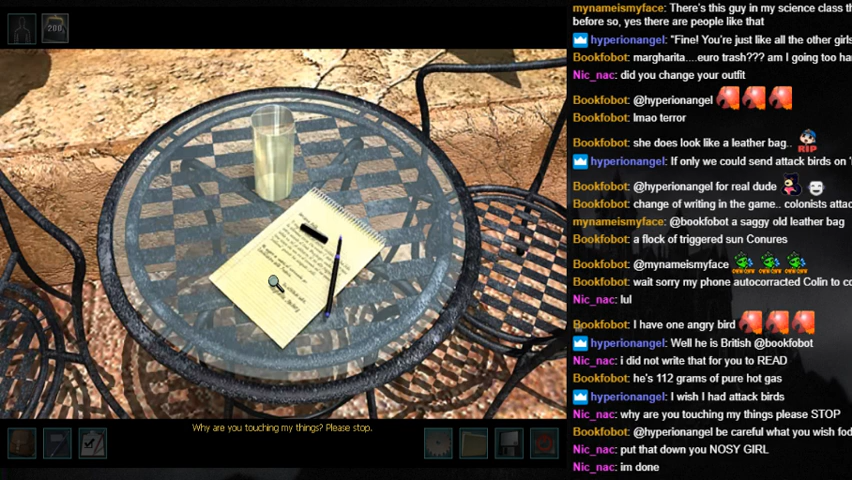 200
Why are you touching my things? Please stop.
mynameismyface: There's this guy in my science class th
before so, yes there are people like that
hyperionangel: "Fine! You're just like all the other girls
Bookfobot: margharita....euro trash??? am I going too ha
Nic_nac: did you change your outfit
Bookfobot: @hyperionangel
Bookfobot: lmao terror
Bookfobot: she does look like a leather bag..
RIP
hyperionangel: If only we could send attack birds on
Bookfobot: @hyperionangel for real dude
Bookfobot: change of writing in the game.. colonists attac
mynameismyface: @bookfobot a saggy old leather bag
Bookfobot: a flock of triggered sun Conures
Bookfobot: @mynameismyface
Bookfobot: wait sorry my phone autocorrected Colin to co
Nic_nac: lul
Bookfobot: I have one angry bird
hyperionangel: Well he is British @bookfobot
Nic_nac: i did not write that for you to READ
Bookfobot: he's 112 grams of pure hot gas
hyperionangel: I wish I had attack birds
Nic_nac: why are you touching my things please STOP
Bookfobot: @hyperionangel be careful what you wish fod
Nic_nac: put that down you NOSY GIRL
Nic_nac: im done